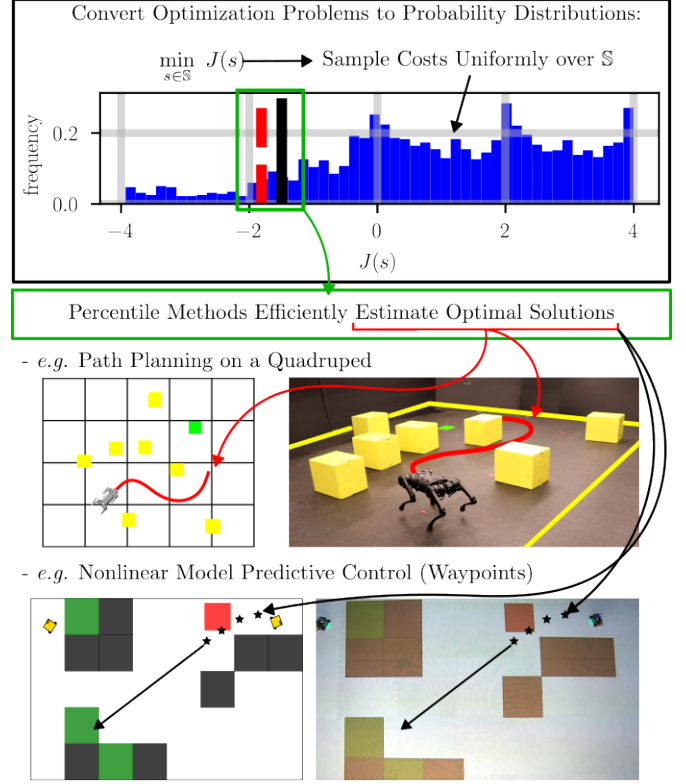 Convert Optimization Problems to Probability Distributions:
min J(s) Sample Costs Uniformly over 𝕊
s∈𝕊
frequency
0.2
0.0
−4 −2 0 2 4
J(s)
Percentile Methods Efficiently Estimate Optimal Solutions
- e.g. Path Planning on a Quadruped
- e.g. Nonlinear Model Predictive Control (Waypoints)